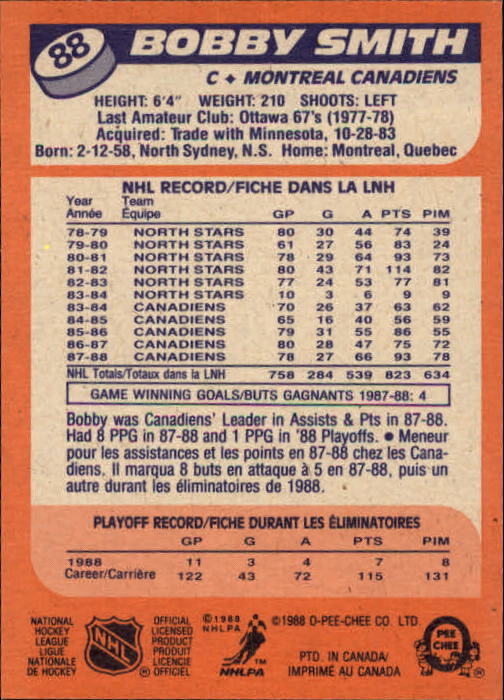 88 BOBBY SMITH
C ♦ MONTREAL CANADIENS
HEIGHT: 6'4" WEIGHT: 210 SHOOTS: LEFT
Last Amateur Club: Ottawa 67's (1977-78)
Acquired: Trade with Minnesota, 10-28-83
Born: 2-12-58, North Sydney, N.S. Home: Montreal, Quebec
NHL RECORD/FICHE DANS LA LNH
Year Team
Année Équipe GP G A PTS PIM
78-79 NORTH STARS 80 30 44 74 39
79-80 NORTH STARS 61 27 56 83 24
80-81 NORTH STARS 78 29 64 93 73
81-82 NORTH STARS 80 43 71 114 82
82-83 NORTH STARS 77 24 53 77 81
83-84 NORTH STARS 10 3 6 9 9
83-84 CANADIENS 70 26 37 63 62
84-85 CANADIENS 65 16 40 56 59
85-86 CANADIENS 79 31 55 86 55
86-87 CANADIENS 80 28 47 75 72
87-88 CANADIENS 78 27 66 93 78
NHL Totals/Totaux dans la LNH 758 284 539 823 634
GAME WINNING GOALS/BUTS GAGNANTS 1987-88: 4
Bobby was Canadiens' Leader in Assists & Pts in 87-88.
Had 8 PPG in 87-88 and 1 PPG in '88 Playoffs. ● Meneur
pour les assistances et les points en 87-88 chez les Cana-
diens. Il marqua 8 buts en attaque à 5 en 87-88, puis un
autre durant les éliminatoires de 1988.
PLAYOFF RECORD/FICHE DURANT LES ÉLIMINATOIRES
GP G A PTS PIM
1988 11 3 4 7 8
Career/Carrière 122 43 72 115 131
NATIONAL
HOCKEY
LEAGUE
LIGUE
NATIONALE
DE HOCKEY
NHL
®
OFFICIAL
LICENSED
PRODUCT
PRODUIT
LICENCIE
OFFICIEL
©1988
NHLPA
NHLPA
™
©1988 O-PEE-CHEE CO. LTD.
PTD. IN CANADA/
IMPRIMÉ AU CANADA
O
PEE
CHEE
®